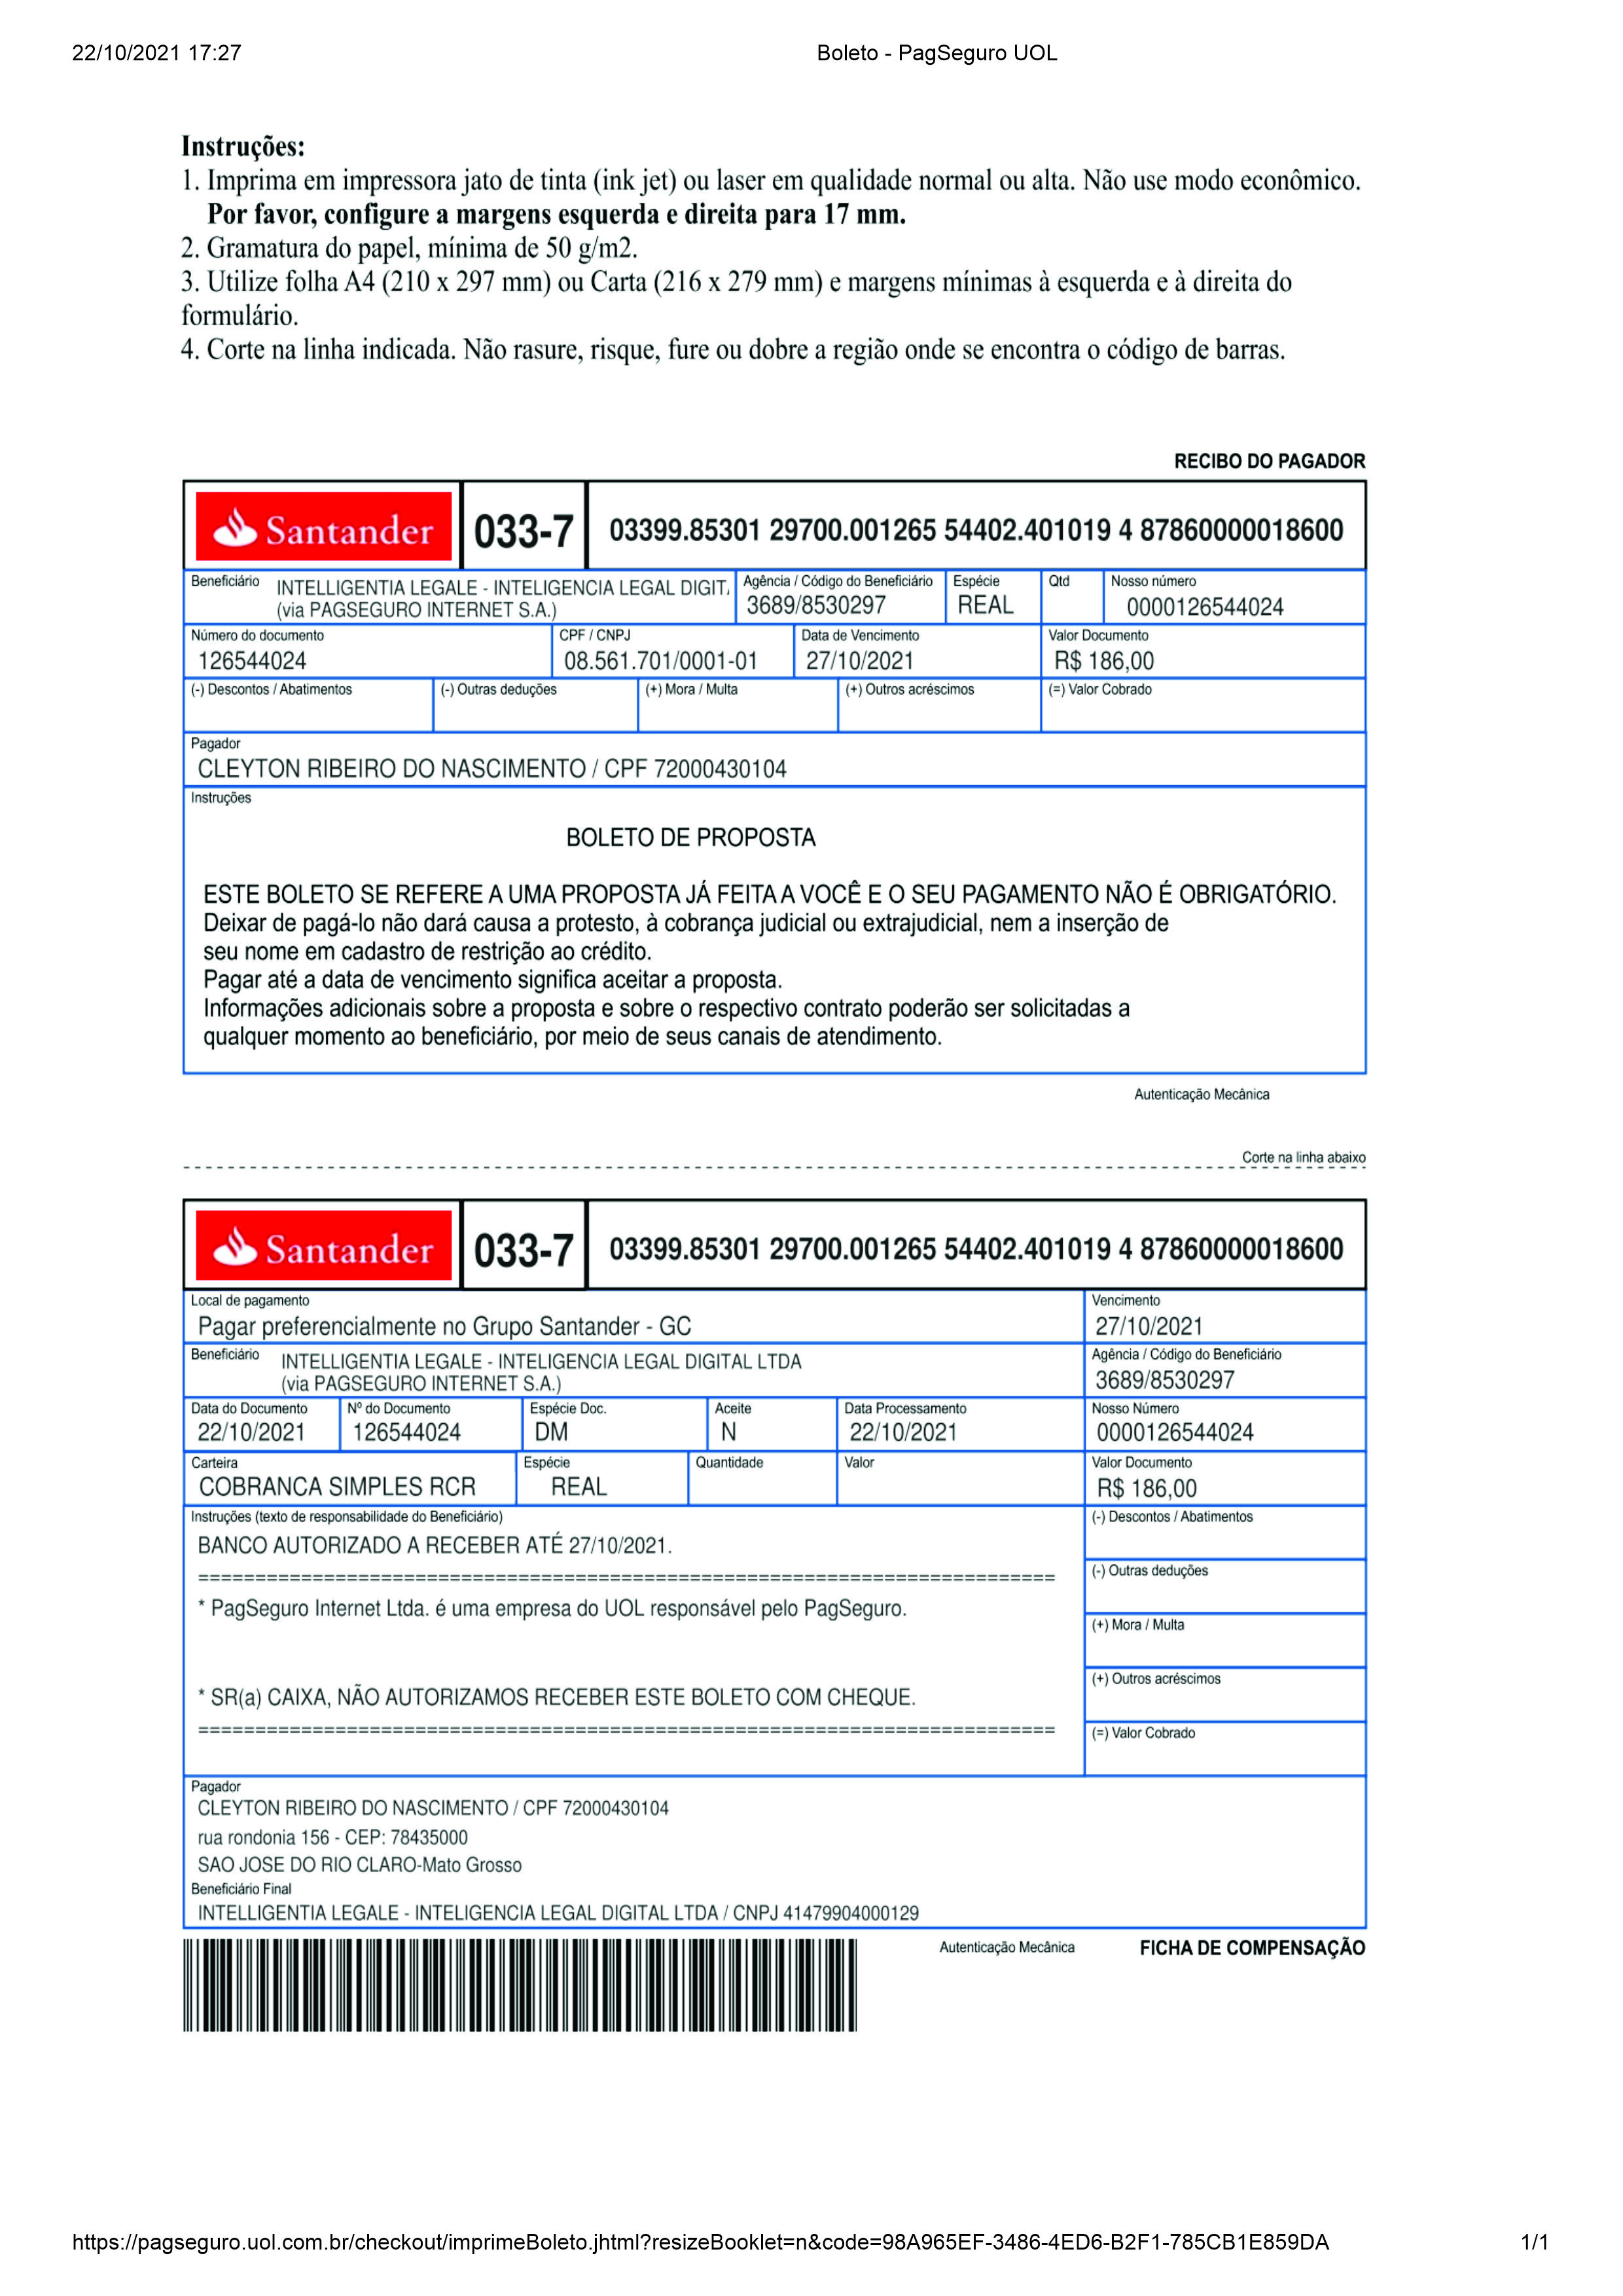 22/10/2021 17:27
Boleto - PagSeguro UOL
Instruções:
1. Imprima em impressora jato de tinta (ink jet) ou laser em qualidade normal ou alta. Não use modo econômico.
Por favor, configure a margens esquerda e direita para 17 mm.
2. Gramatura do papel, mínima de 50 g/m2.
3. Utilize folha A4 (210 x 297 mm) ou Carta (216 x 279 mm) e margens mínimas à esquerda e à direita do
formulário.
4. Corte na linha indicada. Não rasure, risque, fure ou dobre a região onde se encontra o código de barras.
RECIBO DO PAGADOR
Santander 033-7 03399.85301 29700.001265 54402.401019 4 87860000018600
Beneficiário INTELLIGENTIA LEGALE - INTELIGENCIA LEGAL DIGIT
(via PAGSEGURO INTERNET S.A.)
Agência / Código do Beneficiário
3689/8530297
Espécie
REAL
Qtd
Nosso número
0000126544024
Número do documento
126544024
CPF / CNPJ
08.561.701/0001-01
Data de Vencimento
27/10/2021
Valor Documento
R$ 186,00
(-) Descontos / Abatimentos
(-) Outras deduções
(+) Mora / Multa
(+) Outros acréscimos
(=) Valor Cobrado
Pagador
CLEYTON RIBEIRO DO NASCIMENTO / CPF 72000430104
Instruções
BOLETO DE PROPOSTA
ESTE BOLETO SE REFERE A UMA PROPOSTA JÁ FEITA A VOCÊ E O SEU PAGAMENTO NÃO É OBRIGATÓRIO.
Deixar de pagá-lo não dará causa a protesto, à cobrança judicial ou extrajudicial, nem a inserção de
seu nome em cadastro de restrição ao crédito.
Pagar até a data de vencimento significa aceitar a proposta.
Informações adicionais sobre a proposta e sobre o respectivo contrato poderão ser solicitadas a
qualquer momento ao beneficiário, por meio de seus canais de atendimento.
Autenticação Mecânica
Corte na linha abaixo
Santander 033-7 03399.85301 29700.001265 54402.401019 4 87860000018600
Local de pagamento
Pagar preferencialmente no Grupo Santander - GC
Vencimento
27/10/2021
Beneficiário INTELLIGENTIA LEGALE - INTELIGENCIA LEGAL DIGITAL LTDA
(via PAGSEGURO INTERNET S.A.)
Agência / Código do Beneficiário
3689/8530297
Data do Documento
22/10/2021
Nº do Documento
126544024
Espécie Doc.
DM
Aceite
N
Data Processamento
22/10/2021
Nosso Número
0000126544024
Carteira
COBRANCA SIMPLES RCR
Espécie
REAL
Quantidade
Valor
Valor Documento
R$ 186,00
Instruções (texto de responsabilidade do Beneficiário)
BANCO AUTORIZADO A RECEBER ATÉ 27/10/2021.
===========================================================================
* PagSeguro Internet Ltda. é uma empresa do UOL responsável pelo PagSeguro.
* SR(a) CAIXA, NÃO AUTORIZAMOS RECEBER ESTE BOLETO COM CHEQUE.
===========================================================================
(-) Descontos / Abatimentos
(-) Outras deduções
(+) Mora / Multa
(+) Outros acréscimos
(=) Valor Cobrado
Pagador
CLEYTON RIBEIRO DO NASCIMENTO / CPF 72000430104
rua rondonia 156 - CEP: 78435000
SAO JOSE DO RIO CLARO-Mato Grosso
Beneficiário Final
INTELLIGENTIA LEGALE - INTELIGENCIA LEGAL DIGITAL LTDA / CNPJ 41479904000129
Autenticação Mecânica
FICHA DE COMPENSAÇÃO
https://pagseguro.uol.com.br/checkout/imprimeBoleto.jhtml?resizeBooklet=n&code=98A965EF-3486-4ED6-B2F1-785CB1E859DA
1/1